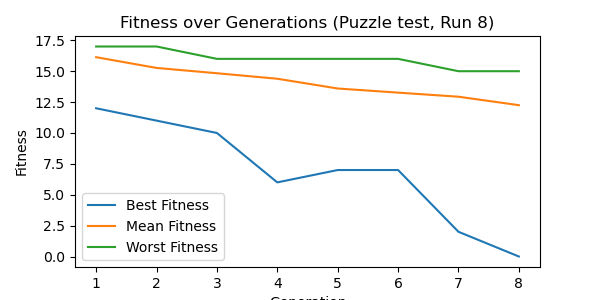 Fitness over Generations (Puzzle test, Run 8)
17.5
15.0
12.5
10.0
7.5
5.0
2.5
0.0
Fitness
Best Fitness
Mean Fitness
Worst Fitness
1 2 3 4 5 6 7 8
Generation